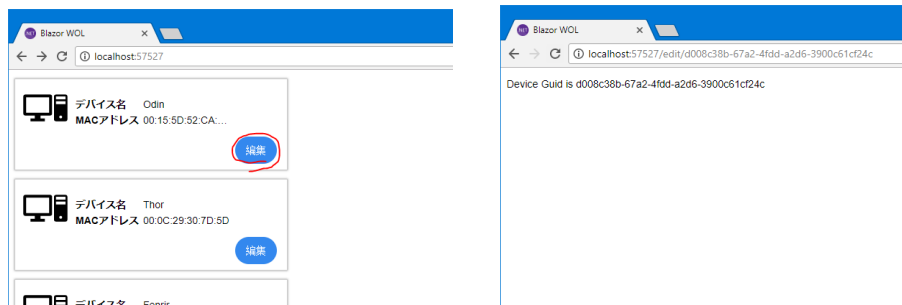 Blazor WOL
localhost:57527
デバイス名 Odin
MACアドレス 00:15:5D:52:CA:...
編集
デバイス名 Thor
MACアドレス 00:0C:29:30:7D:5D
編集
デバイス名 Fenrir
Blazor WOL
localhost:57527/edit/d008c38b-67a2-4fdd-a2d6-3900c61cf24c
Device Guid is d008c38b-67a2-4fdd-a2d6-3900c61cf24c